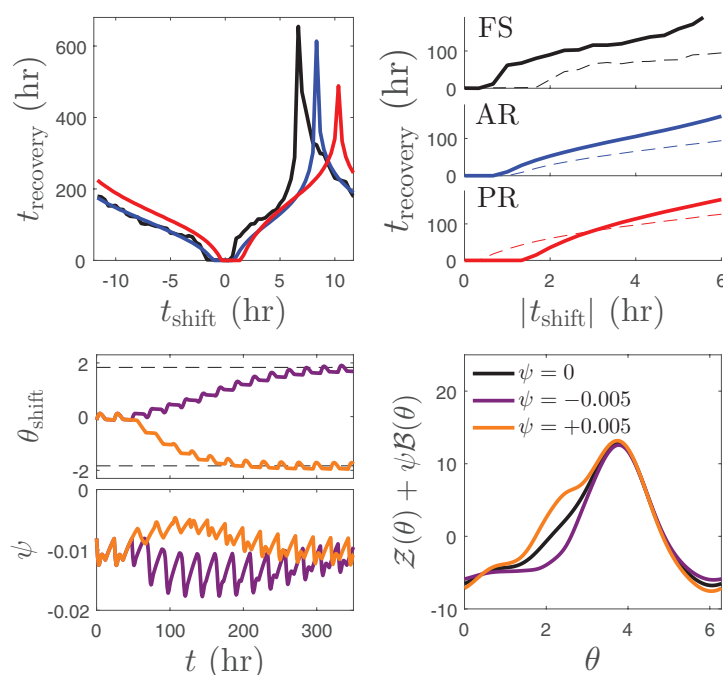 600
400
200
0
t_recovery (hr)
-10 -5 0 5 10
t_shift (hr)
FS
100
0
AR
100
0
PR
100
0
t_recovery (hr)
0 2 4 6
|t_shift| (hr)
2
0
-2
θ_shift
0
-0.01
-0.02
ψ
0 100 200 300
t (hr)
20
10
0
-10
Z(θ) + ψB(θ)
ψ = 0
ψ = −0.005
ψ = +0.005
0 2 4 6
θ